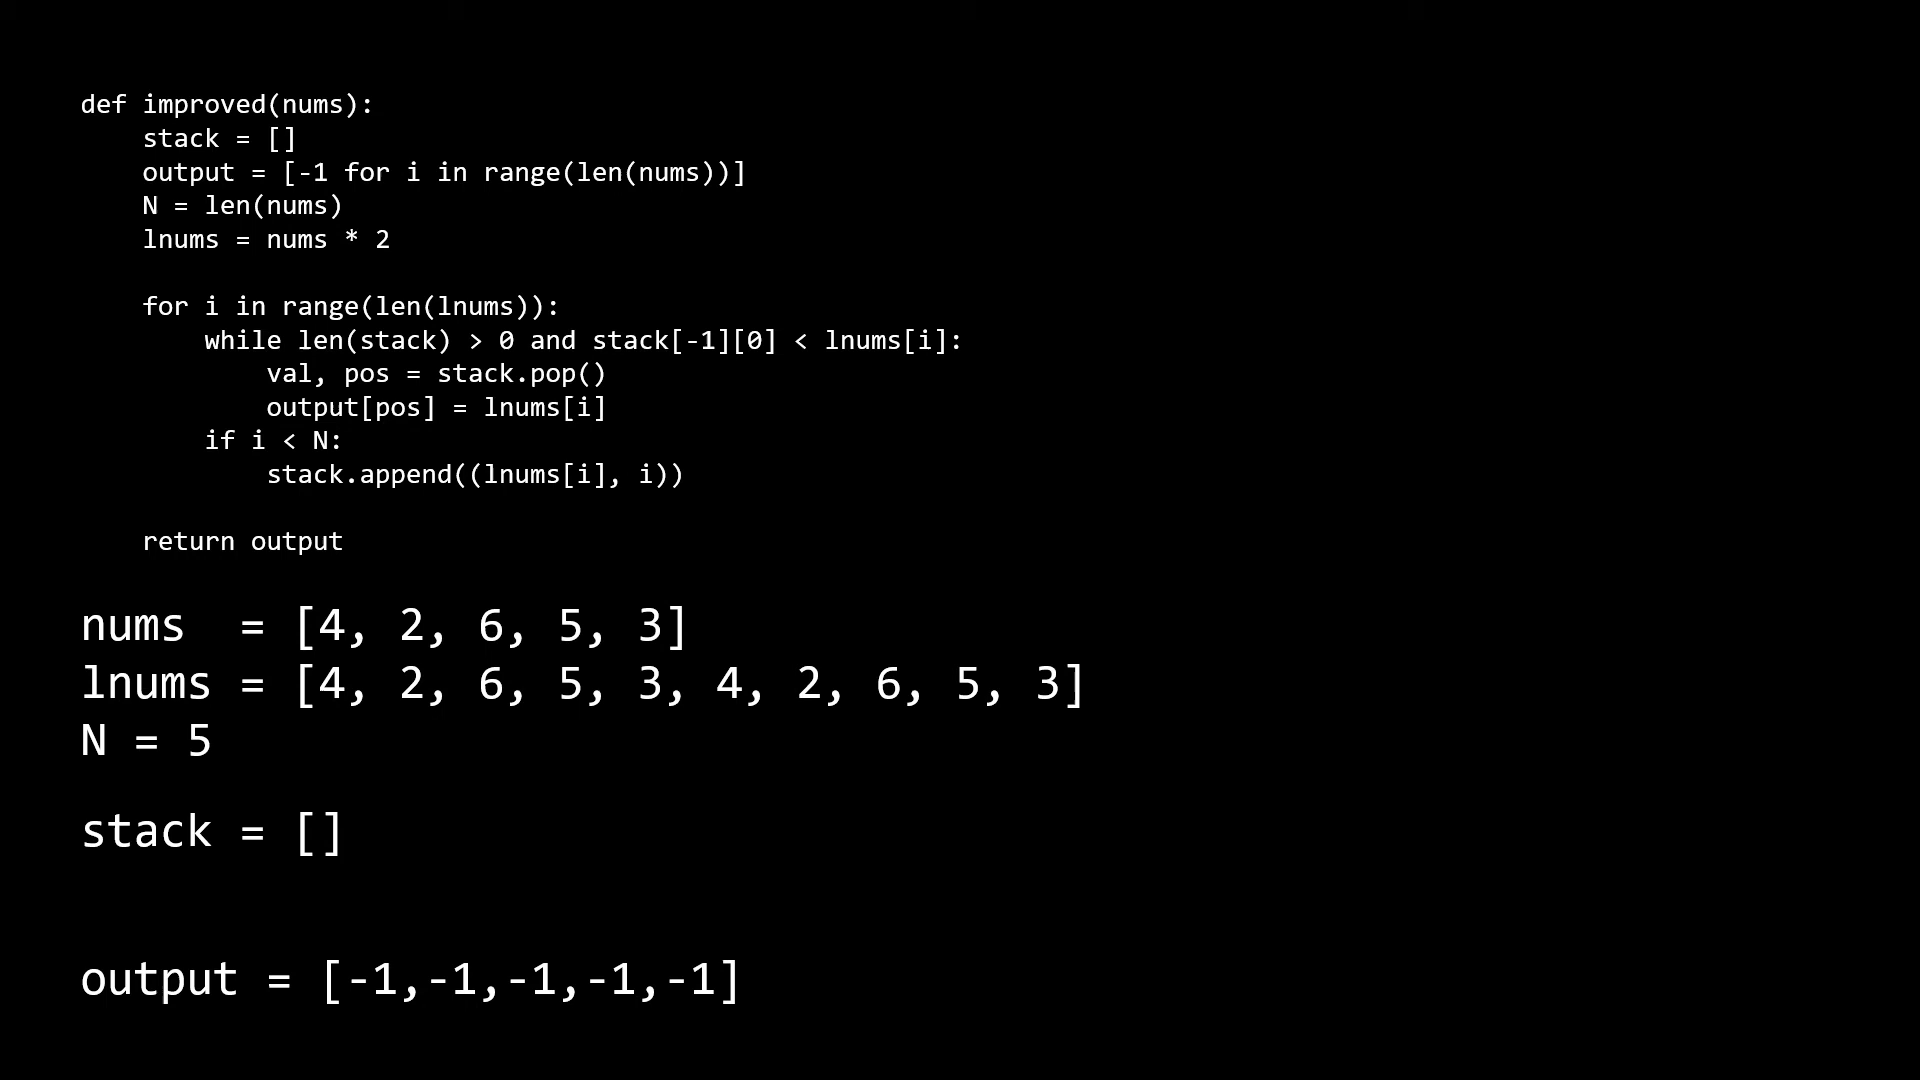 def improved(nums):
    stack = []
    output = [-1 for i in range(len(nums))]
    N = len(nums)
    lnums = nums * 2

    for i in range(len(lnums)):
        while len(stack) > 0 and stack[-1][0] < lnums[i]:
            val, pos = stack.pop()
            output[pos] = lnums[i]
        if i < N:
            stack.append((lnums[i], i))

    return output
nums  = [4, 2, 6, 5, 3]
lnums = [4, 2, 6, 5, 3, 4, 2, 6, 5, 3]
N = 5
stack = []
output = [-1,-1,-1,-1,-1]